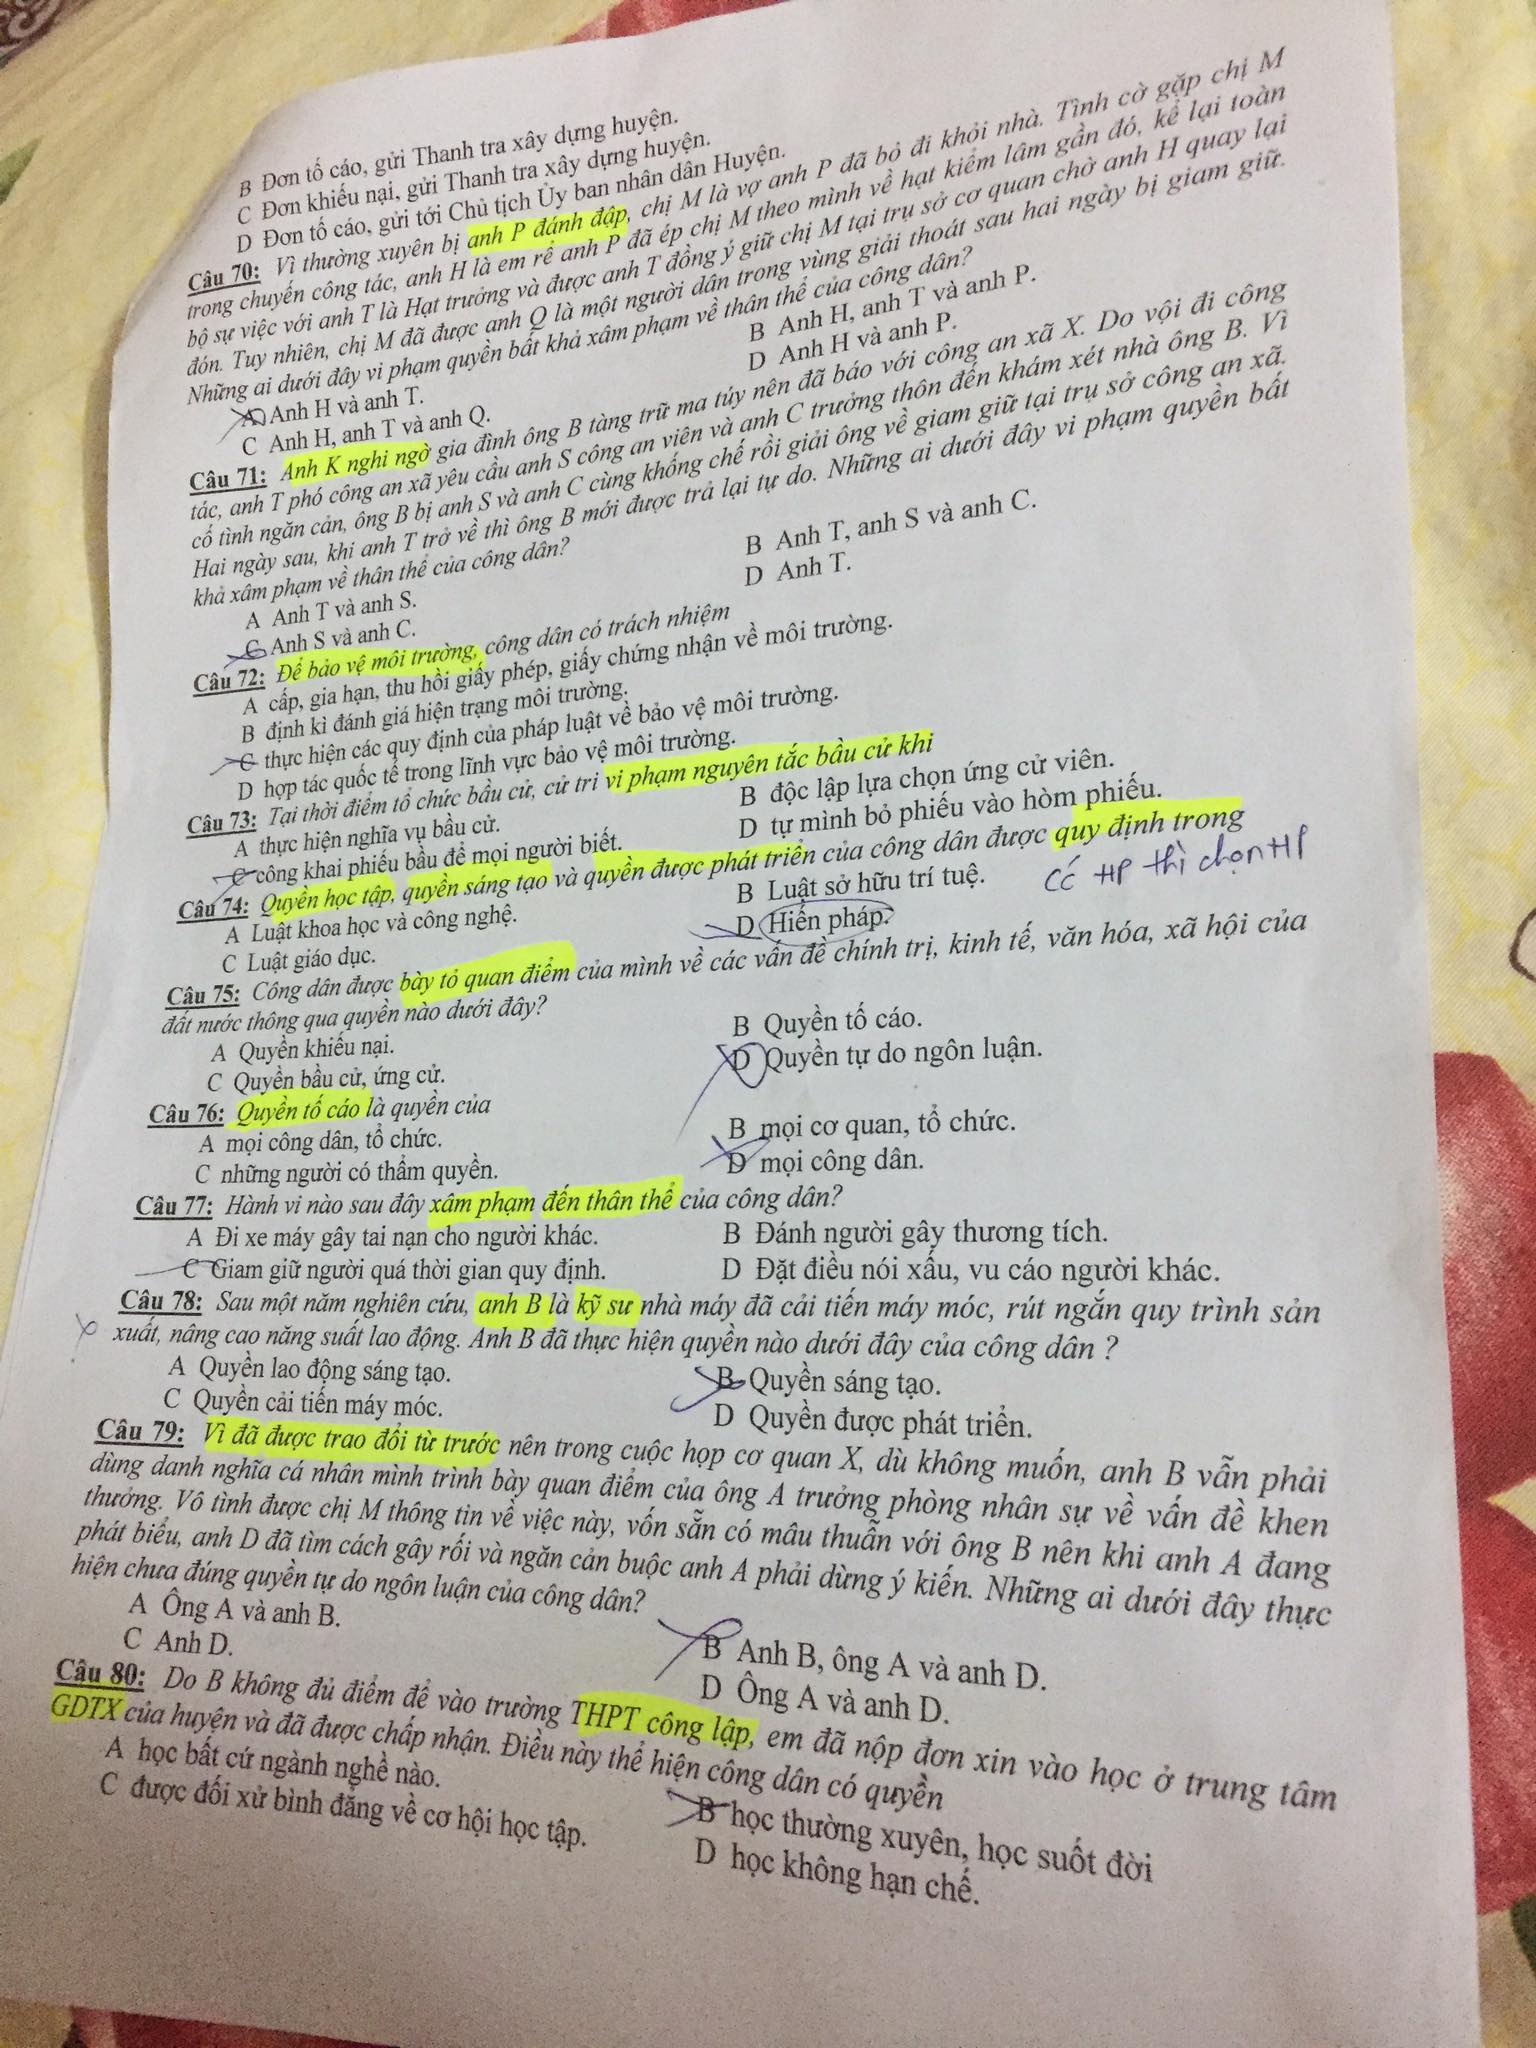 B Đơn tố cáo, gửi Thanh tra xây dựng huyện.
C Đơn khiếu nại, gửi Thanh tra xây dựng huyện.
D Đơn tố cáo, gửi tới Chủ tịch Ủy ban nhân dân Huyện.
Câu 70: Vì thường xuyên bị anh P đánh đập, chị M là vợ anh P đã bỏ đi khỏi nhà. Tình cờ gặp chị M
trong chuyến công tác, anh H là em rể anh P đã ép chị M theo mình về hạt kiểm lâm gần đó, kể lại toàn
bộ sự việc với anh T là Hạt trưởng và được anh T đồng ý giữ chị M tại trụ sở cơ quan chờ anh H quay lại
đón. Tuy nhiên, chị M đã được anh Q là một người dân trong vùng giải thoát sau hai ngày bị giam giữ.
Những ai dưới đây vi phạm quyền bất khả xâm phạm về thân thể của công dân?
A Anh H và anh T.
B Anh H, anh T và anh P.
C Anh H, anh T và anh Q.
D Anh H và anh P.
Câu 71: Anh K nghi ngờ gia đình ông B tàng trữ ma túy nên đã báo với công an xã X. Do vội đi công
tác, anh T phó công an xã yêu cầu anh S công an viên và anh C trưởng thôn đến khám xét nhà ông B. Vì
cố tình ngăn cản, ông B bị anh S và anh C cùng khống chế rồi giải ông về giam giữ tại trụ sở công an xã.
Hai ngày sau, khi anh T trở về thì ông B mới được trả lại tự do. Những ai dưới đây vi phạm quyền bất
khả xâm phạm về thân thể của công dân?
A Anh T và anh S.
B Anh T, anh S và anh C.
C Anh S và anh C.
D Anh T.
Câu 72: Để bảo vệ môi trường, công dân có trách nhiệm
A cấp, gia hạn, thu hồi giấy phép, giấy chứng nhận về môi trường.
B định kì đánh giá hiện trạng môi trường.
C thực hiện các quy định của pháp luật về bảo vệ môi trường.
D hợp tác quốc tế trong lĩnh vực bảo vệ môi trường.
Câu 73: Tại thời điểm tổ chức bầu cử, cử tri vi phạm nguyên tắc bầu cử khi
A thực hiện nghĩa vụ bầu cử.
B độc lập lựa chọn ứng cử viên.
C công khai phiếu bầu để mọi người biết.
D tự mình bỏ phiếu vào hòm phiếu.
Câu 74: Quyền học tập, quyền sáng tạo và quyền được phát triển của công dân được quy định trong
A Luật khoa học và công nghệ.
B Luật sở hữu trí tuệ.
có HP thì chọn HP
C Luật giáo dục.
D Hiến pháp.
Câu 75: Công dân được bày tỏ quan điểm của mình về các vấn đề chính trị, kinh tế, văn hóa, xã hội của
đất nước thông qua quyền nào dưới đây?
A Quyền khiếu nại.
B Quyền tố cáo.
C Quyền bầu cử, ứng cử.
D Quyền tự do ngôn luận.
Câu 76: Quyền tố cáo là quyền của
A mọi công dân, tổ chức.
B mọi cơ quan, tổ chức.
C những người có thẩm quyền.
D mọi công dân.
Câu 77: Hành vi nào sau đây xâm phạm đến thân thể của công dân?
A Đi xe máy gây tai nạn cho người khác.
B Đánh người gây thương tích.
C Giam giữ người quá thời gian quy định.
D Đặt điều nói xấu, vu cáo người khác.
Câu 78: Sau một năm nghiên cứu, anh B là kỹ sư nhà máy đã cải tiến máy móc, rút ngắn quy trình sản
xuất, nâng cao năng suất lao động. Anh B đã thực hiện quyền nào dưới đây của công dân ?
A Quyền lao động sáng tạo.
B Quyền sáng tạo.
C Quyền cải tiến máy móc.
D Quyền được phát triển.
Câu 79: Vì đã được trao đổi từ trước nên trong cuộc họp cơ quan X, dù không muốn, anh B vẫn phải
dùng danh nghĩa cá nhân mình trình bày quan điểm của ông A trưởng phòng nhân sự về vấn đề khen
thưởng. Vô tình được chị M thông tin về việc này, vốn sẵn có mâu thuẫn với ông B nên khi anh A đang
phát biểu, anh D đã tìm cách gây rối và ngăn cản buộc anh A phải dừng ý kiến. Những ai dưới đây thực
hiện chưa đúng quyền tự do ngôn luận của công dân?
A Ông A và anh B.
B Anh B, ông A và anh D.
C Anh D.
D Ông A và anh D.
Câu 80: Do B không đủ điểm để vào trường THPT công lập, em đã nộp đơn xin vào học ở trung tâm
GDTX của huyện và đã được chấp nhận. Điều này thể hiện công dân có quyền
A học bất cứ ngành nghề nào.
B học thường xuyên, học suốt đời
C được đối xử bình đẳng về cơ hội học tập.
D học không hạn chế.